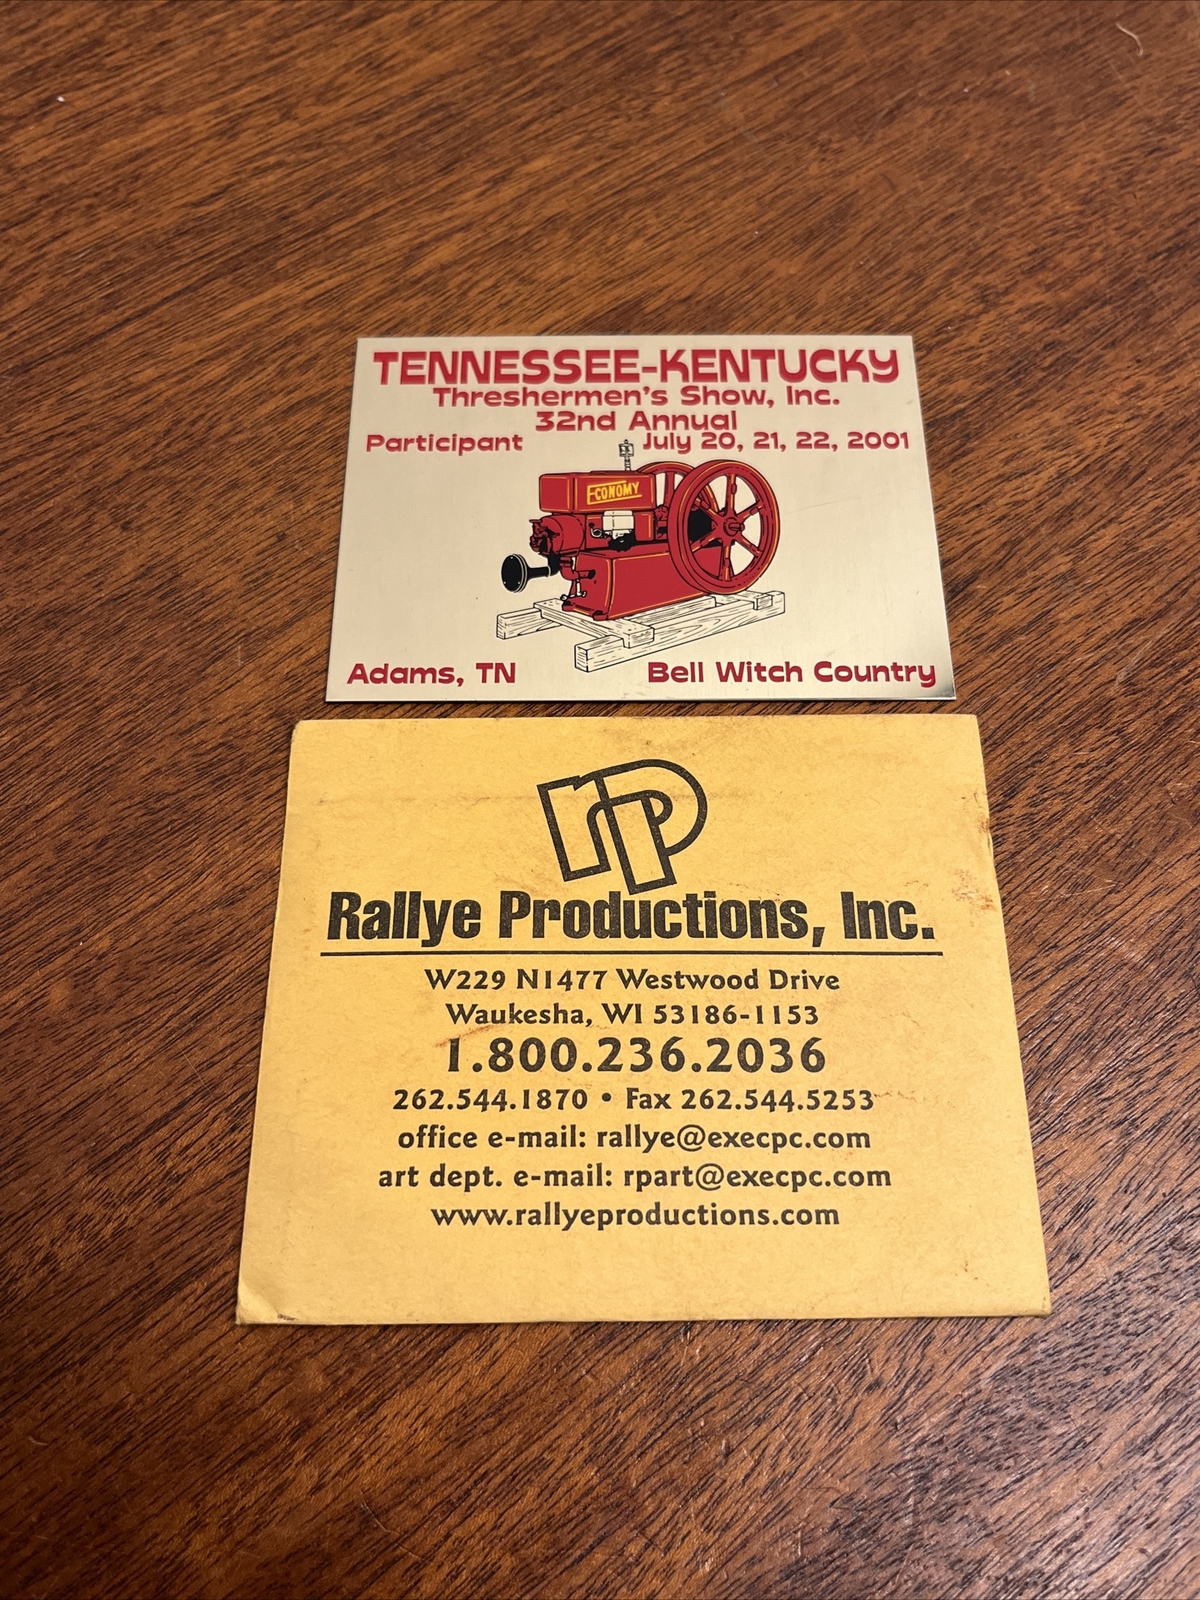 TENNESSEE-KENTUCKY
Threshermen's Show, Inc.
32nd Annual
Participant July 20, 21, 22, 2001
ECONOMY
Adams, TN Bell Witch Country
rp
Rallye Productions, Inc.
W229 N1477 Westwood Drive
Waukesha, WI 53186-1153
1.800.236.2036
262.544.1870 • Fax 262.544.5253
office e-mail: rallye@execpc.com
art dept. e-mail: rpart@execpc.com
www.rallyeproductions.com